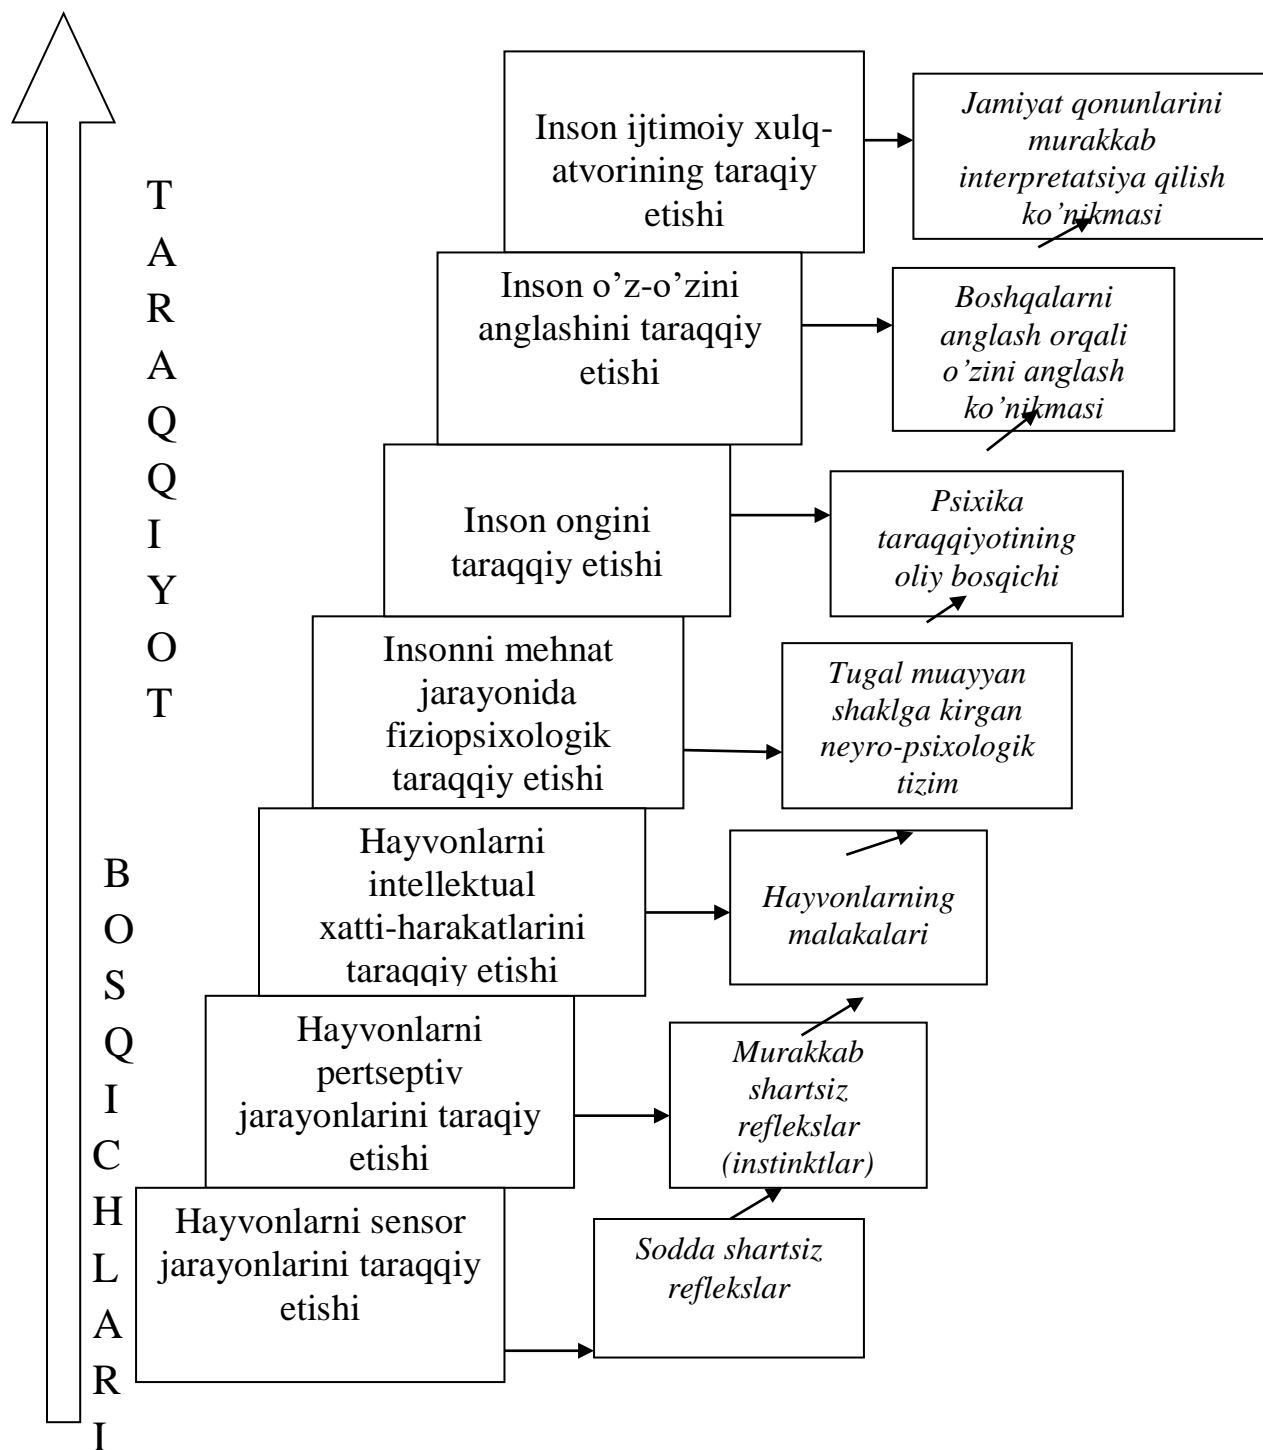 T
A
R
A
Q
Q
I
Y
O
T
B
O
S
Q
I
C
H
L
A
R
I
Inson ijtimoiy xulq-
atvorining taraqiy
etishi
Jamiyat qonunlarini
murakkab
interpretatsiya qilish
ko’nikmasi
Inson o’z-o’zini
anglashini taraqqiy
etishi
Boshqalarni
anglash orqali
o’zini anglash
ko’nikmasi
Inson ongini
taraqqiy etishi
Psixika
taraqqiyotining
oliy bosqichi
Insonni mehnat
jarayonida
fiziopsixologik
taraqqiy etishi
Tugal muayyan
shaklga kirgan
neyro-psixologik
tizim
Hayvonlarni
intellektual
xatti-harakatlarini
taraqqiy etishi
Hayvonlarning
malakalari
Hayvonlarni
pertseptiv
jarayonlarini taraqiy
etishi
Murakkab
shartsiz
reflekslar
(instinktlar)
Hayvonlarni sensor
jarayonlarini taraqqiy
etishi
Sodda shartsiz
reflekslar